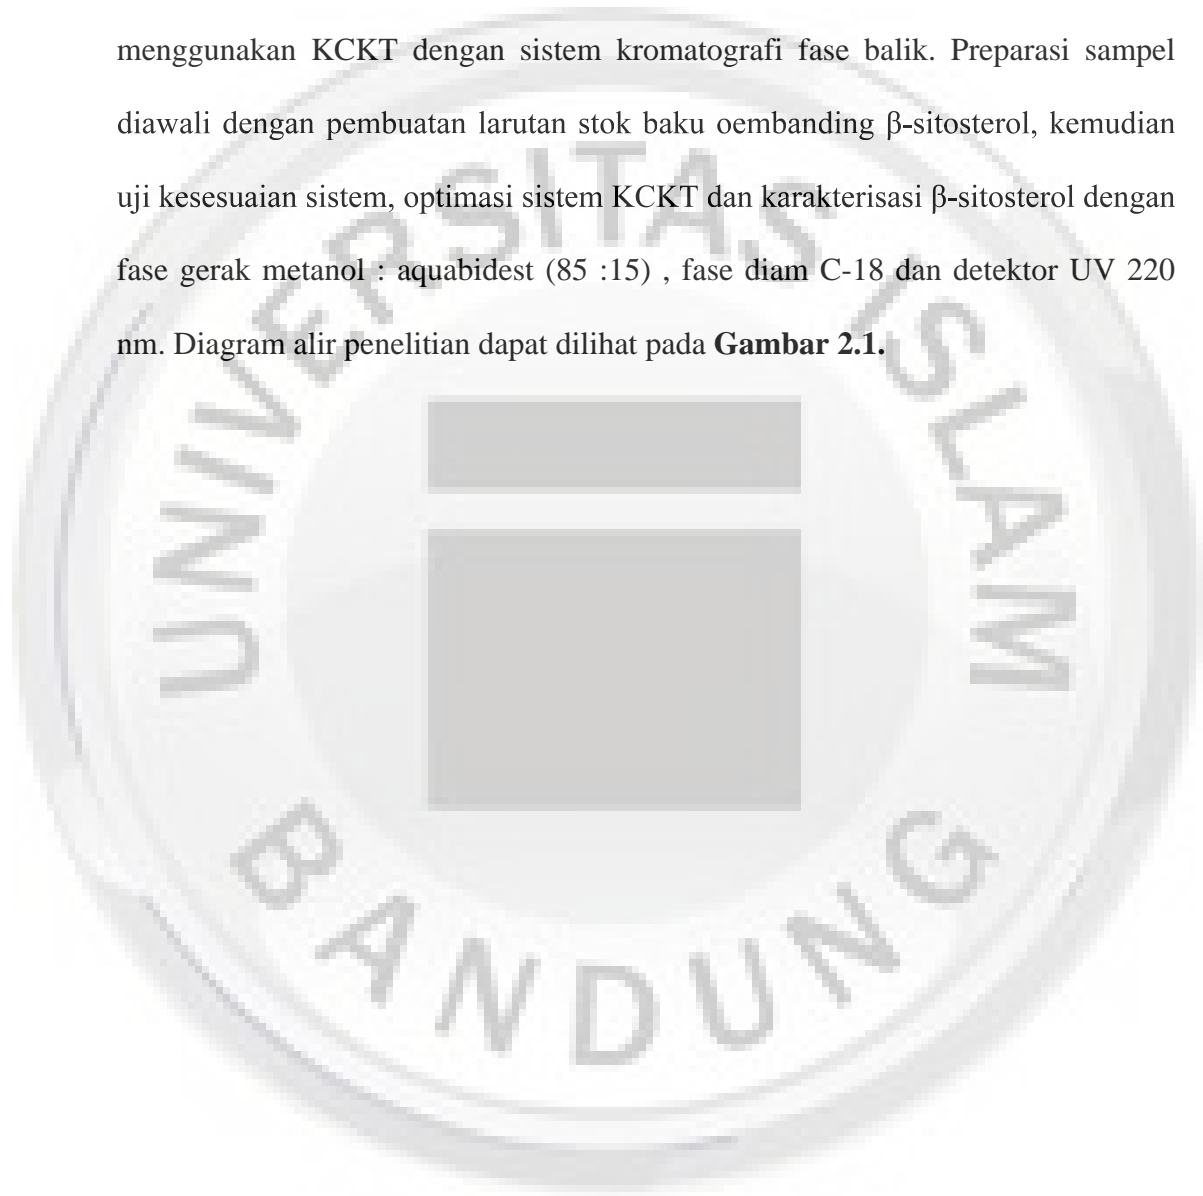 menggunakan KCKT dengan sistem kromatografi fase balik. Preparasi sampel
diawali dengan pembuatan larutan stok baku oembanding β-sitosterol, kemudian
uji kesesuaian sistem, optimasi sistem KCKT dan karakterisasi β-sitosterol dengan
fase gerak metanol : aquabidest (85 :15) , fase diam C-18 dan detektor UV 220
nm. Diagram alir penelitian dapat dilihat pada Gambar 2.1.
UNIVERSITAS ISLAM
BANDUNG